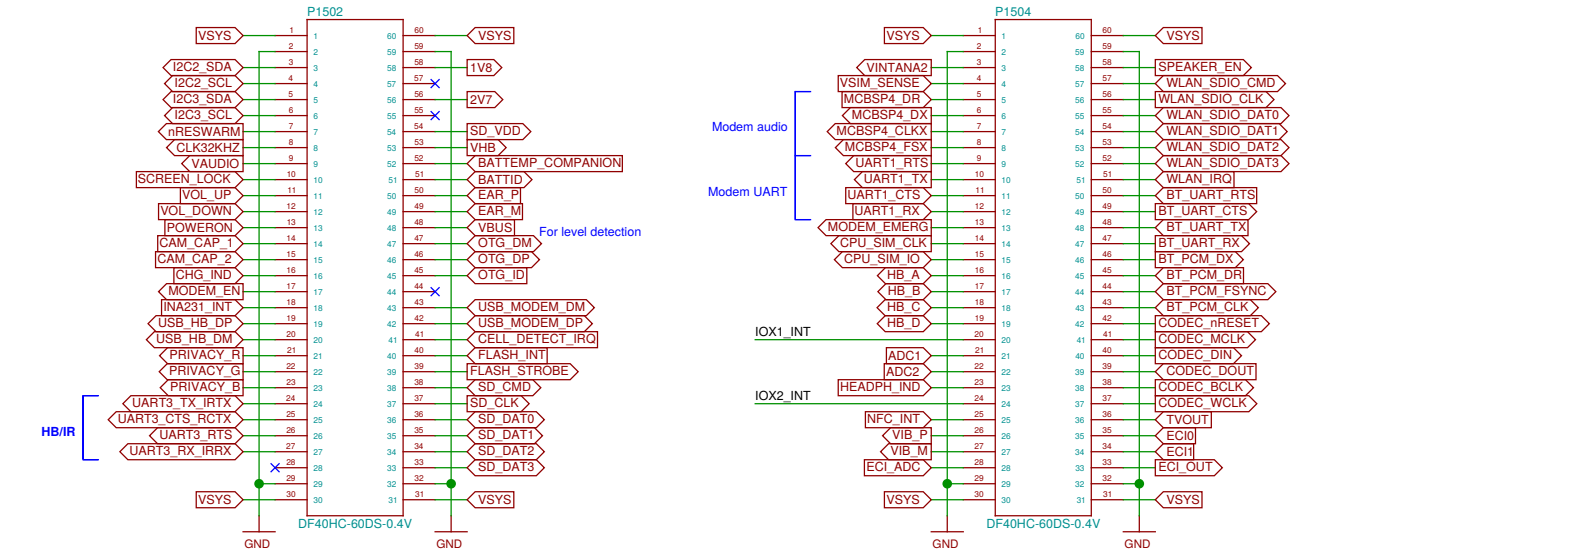 P1502
VSYS 1 1 60 60 VSYS
2 2 59 59
I2C2_SDA 3 3 58 58 1V8
I2C2_SCL 4 4 57 57
I2C3_SDA 5 5 56 56 2V7
I2C3_SCL 6 6 55 55
nRESWARM 7 7 54 54 SD_VDD
CLK32KHZ 8 8 53 53 VHB
VAUDIO 9 9 52 52 BATTEMP_COMPANION
SCREEN_LOCK 10 10 51 51 BATTID
VOL_UP 11 11 50 50 EAR_P
VOL_DOWN 12 12 49 49 EAR_M
POWERON 13 13 48 48 VBUS
For level detection
CAM_CAP_1 14 14 47 47 OTG_DM
CAM_CAP_2 15 15 46 46 OTG_DP
CHG_IND 16 16 45 45 OTG_ID
MODEM_EN 17 17 44 44
INA231_INT 18 18 43 43 USB_MODEM_DM
USB_HB_DP 19 19 42 42 USB_MODEM_DP
USB_HB_DM 20 20 41 41 CELL_DETECT_IRQ
PRIVACY_R 21 21 40 40 FLASH_INT
PRIVACY_G 22 22 39 39 FLASH_STROBE
PRIVACY_B 23 23 38 38 SD_CMD
UART3_TX_IRTX 24 24 37 37 SD_CLK
UART3_CTS_RCTX 25 25 36 36 SD_DAT0
HB/IR
UART3_RTS 26 26 35 35 SD_DAT1
UART3_RX_IRRX 27 27 34 34 SD_DAT2
28 28 33 33 SD_DAT3
29 29 32 32
VSYS 30 30 31 31 VSYS
DF40HC-60DS-0.4V
GND GND
P1504
VSYS 1 1 60 60 VSYS
2 2 59 59
VINTANA2 3 3 58 58 SPEAKER_EN
VSIM_SENSE 4 4 57 57 WLAN_SDIO_CMD
MCBSP4_DR 5 5 56 56 WLAN_SDIO_CLK
MCBSP4_DX 6 6 55 55 WLAN_SDIO_DAT0
Modem audio
MCBSP4_CLKX 7 7 54 54 WLAN_SDIO_DAT1
MCBSP4_FSX 8 8 53 53 WLAN_SDIO_DAT2
UART1_RTS 9 9 52 52 WLAN_SDIO_DAT3
UART1_TX 10 10 51 51 WLAN_IRQ
Modem UART
UART1_CTS 11 11 50 50 BT_UART_RTS
UART1_RX 12 12 49 49 BT_UART_CTS
MODEM_EMERG 13 13 48 48 BT_UART_TX
CPU_SIM_CLK 14 14 47 47 BT_UART_RX
CPU_SIM_IO 15 15 46 46 BT_PCM_DX
HB_A 16 16 45 45 BT_PCM_DR
HB_B 17 17 44 44 BT_PCM_FSYNC
HB_C 18 18 43 43 BT_PCM_CLK
HB_D 19 19 42 42 CODEC_nRESET
IOX1_INT 20 20 41 41 CODEC_MCLK
ADC1 21 21 40 40 CODEC_DIN
ADC2 22 22 39 39 CODEC_DOUT
HEADPH_IND 23 23 38 38 CODEC_BCLK
IOX2_INT 24 24 37 37 CODEC_WCLK
NFC_INT 25 25 36 36 TVOUT
VIB_P 26 26 35 35 ECI0
VIB_M 27 27 34 34 ECI1
ECI_ADC 28 28 33 33 ECI_OUT
29 29 32 32
VSYS 30 30 31 31 VSYS
DF40HC-60DS-0.4V
GND GND